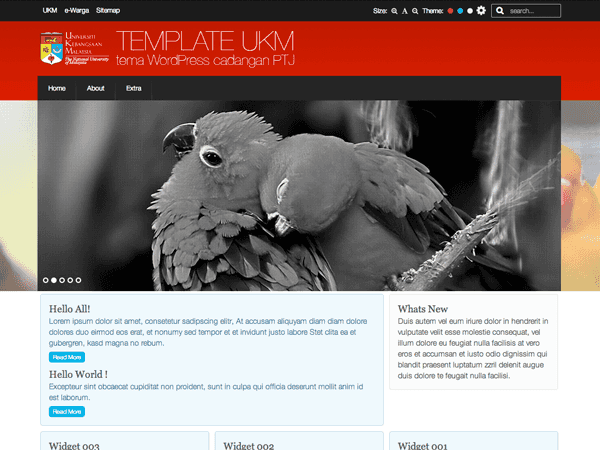 UKM e-Warga Sitemap Size: A Theme: search...
UNIVERSITI
KEBANGSAAN
MALAYSIA
The National University
of Malaysia
TEMPLATE UKM
tema WordPress cadangan PTJ
Home About Extra
Hello All!
Lorem ipsum dolor sit amet, consetetur sadipscing elitr, At accusam aliquyam diam diam dolore
dolores duo eirmod eos erat, et nonumy sed tempor et et invidunt justo labore Stet clita ea et
gubergren, kasd magna no rebum.
Read More
Hello World !
Excepteur sint obcaecat cupiditat non proident, sunt in culpa qui officia deserunt mollit anim id
est laborum.
Read More
Whats New
Duis autem vel eum iriure dolor in hendrerit in
vulputate velit esse molestie consequat, vel
illum dolore eu feugiat nulla facilisis at vero
eros et accumsan et iusto odio dignissim qui
blandit praesent luptatum zzril delenit augue
duis dolore te feugait nulla facilisi.
Widget 003 Widget 002 Widget 001